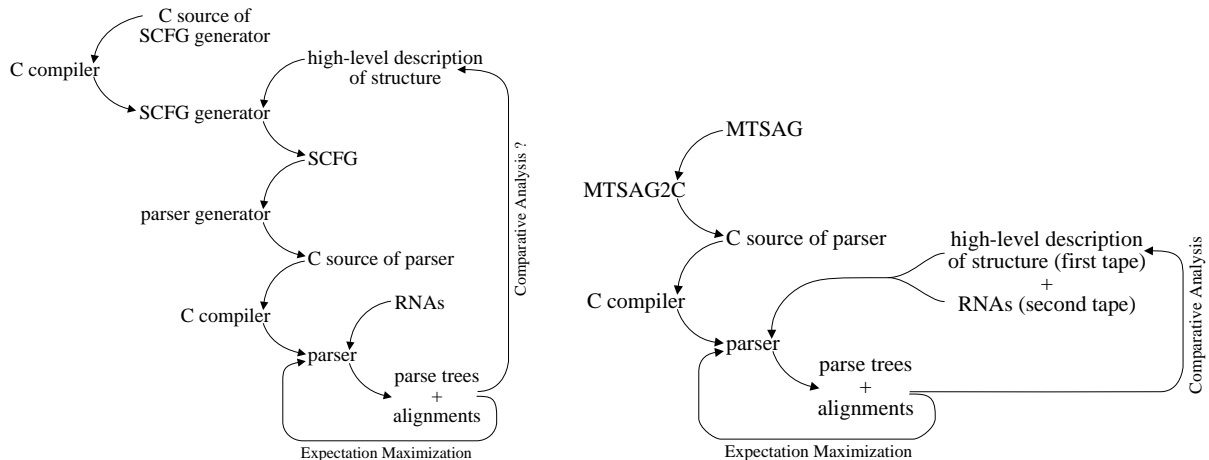 C source of
SCFG generator
C compiler
high-level description
of structure
SCFG generator
SCFG
parser generator
C source of parser
C compiler
RNAs
parser
parse trees
+
alignments
Expectation Maximization
Comparative Analysis ?
MTSAG
MTSAG2C
C source of parser
high-level description
of structure (first tape)
+
RNAs (second tape)
C compiler
parser
parse trees
+
alignments
Expectation Maximization
Comparative Analysis